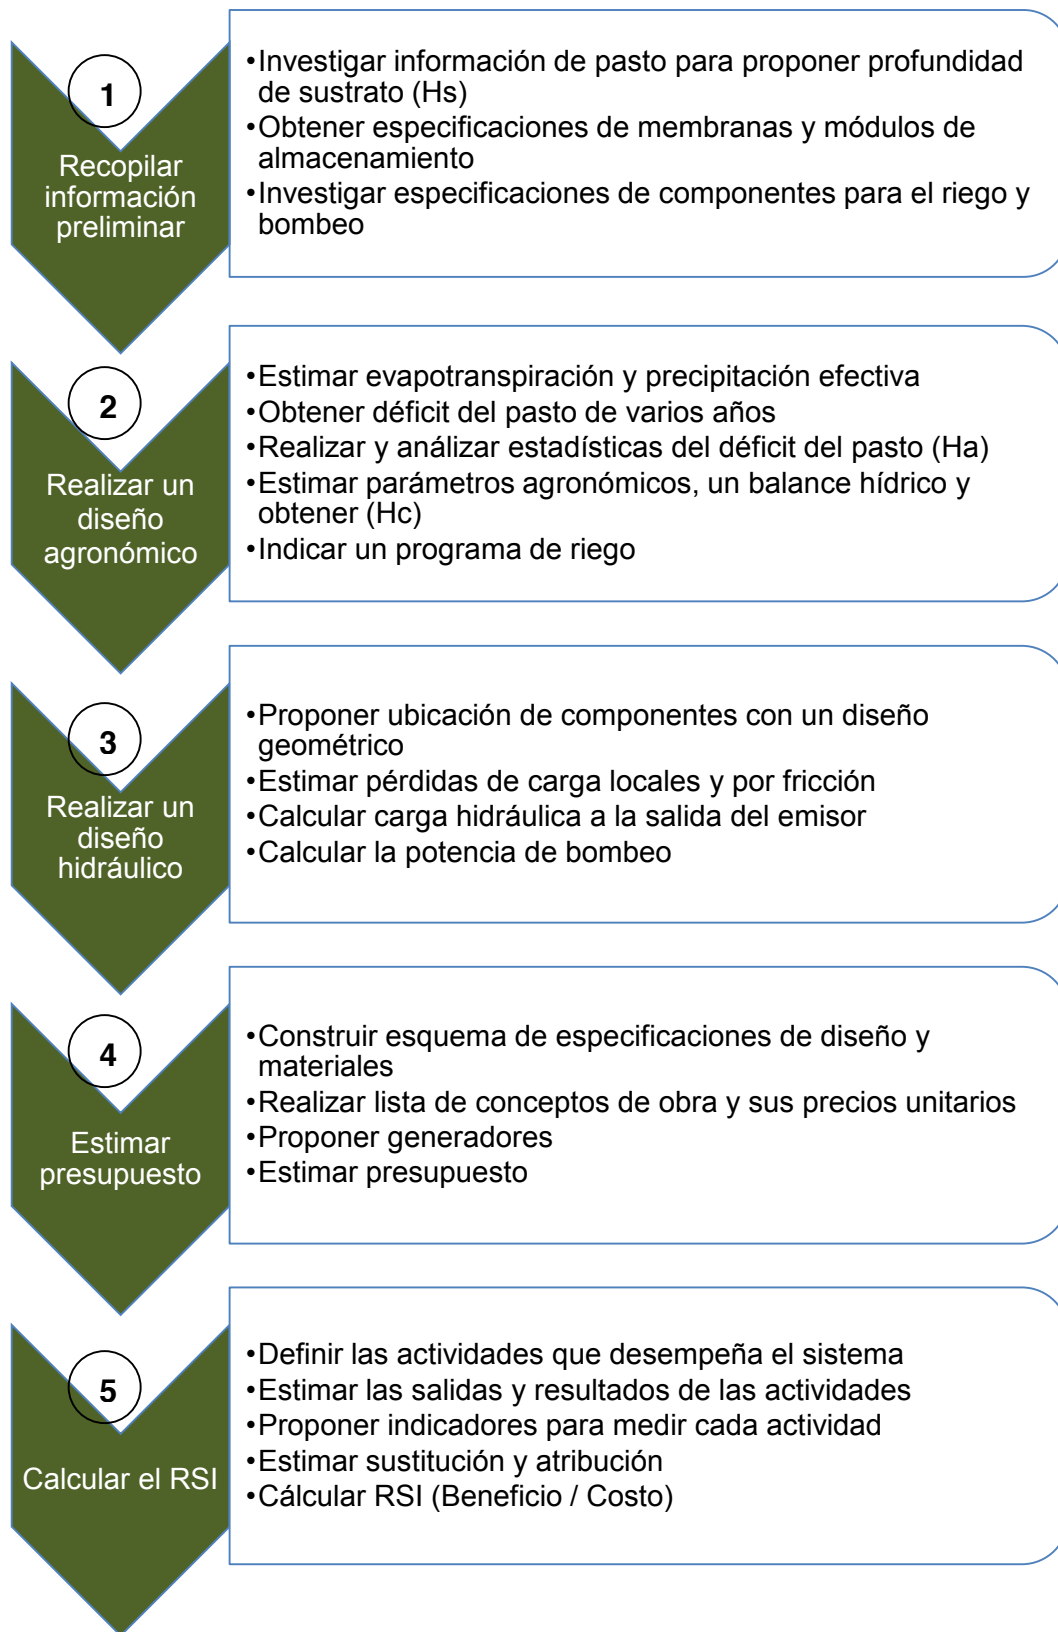 1
Recopilar
información
preliminar
•Investigar información de pasto para proponer profundidad
de sustrato (Hs)
•Obtener especificaciones de membranas y módulos de
almacenamiento
•Investigar especificaciones de componentes para el riego y
bombeo
2
Realizar un
diseño
agronómico
•Estimar evapotranspiración y precipitación efectiva
•Obtener déficit del pasto de varios años
•Realizar y análizar estadísticas del déficit del pasto (Ha)
•Estimar parámetros agronómicos, un balance hídrico y
obtener (Hc)
•Indicar un programa de riego
3
Realizar un
diseño
hidráulico
•Proponer ubicación de componentes con un diseño
geométrico
•Estimar pérdidas de carga locales y por fricción
•Calcular carga hidráulica a la salida del emisor
•Calcular la potencia de bombeo
4
Estimar
presupuesto
•Construir esquema de especificaciones de diseño y
materiales
•Realizar lista de conceptos de obra y sus precios unitarios
•Proponer generadores
•Estimar presupuesto
5
Calcular el RSI
•Definir las actividades que desempeña el sistema
•Estimar las salidas y resultados de las actividades
•Proponer indicadores para medir cada actividad
•Estimar sustitución y atribución
•Cálcular RSI (Beneficio / Costo)